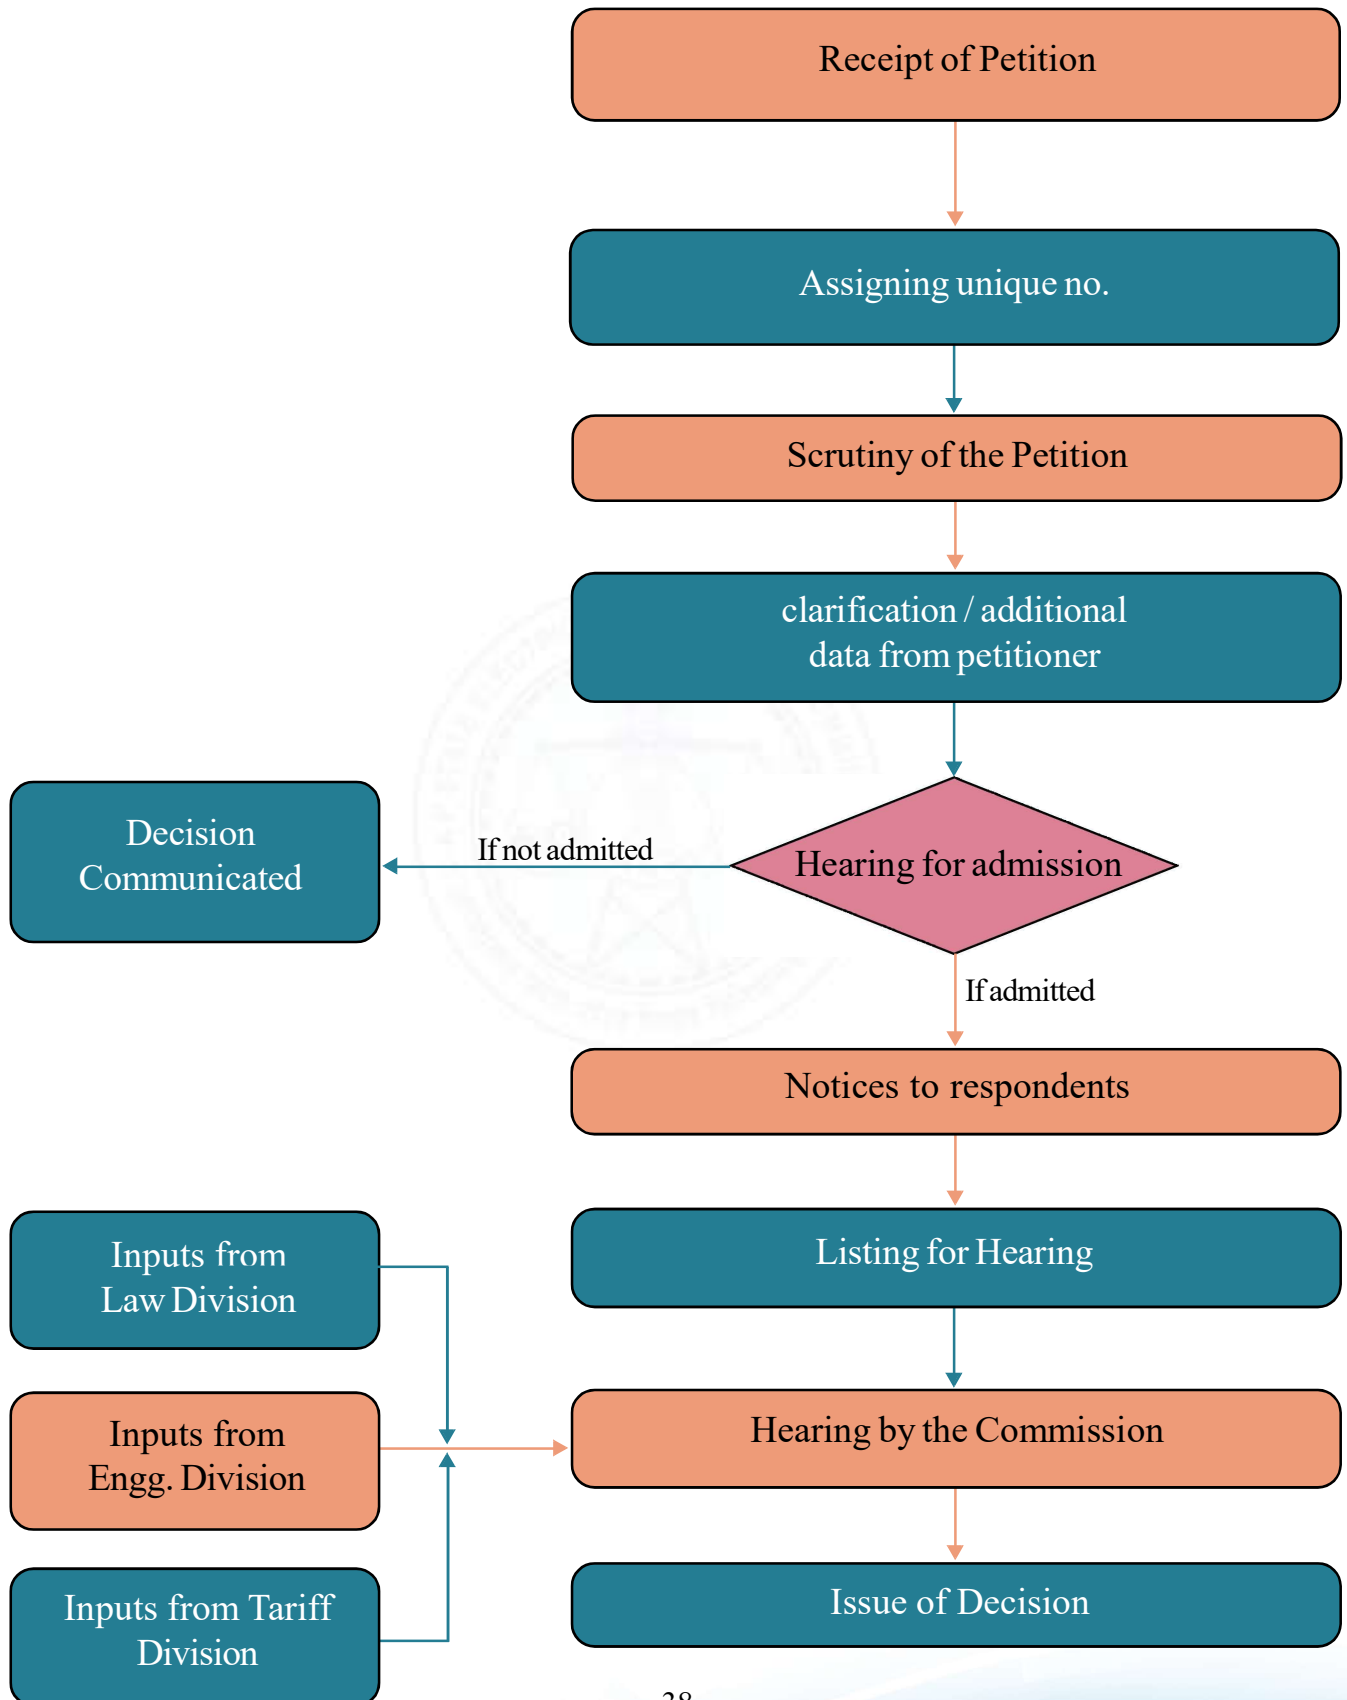 Receipt of Petition
Assigning unique no.
Scrutiny of the Petition
clarification / additional
data from petitioner
Decision
Communicated
If not admitted
Hearing for admission
If admitted
Notices to respondents
Inputs from
Law Division
Listing for Hearing
Inputs from
Engg. Division
Hearing by the Commission
Inputs from Tariff
Division
Issue of Decision
38